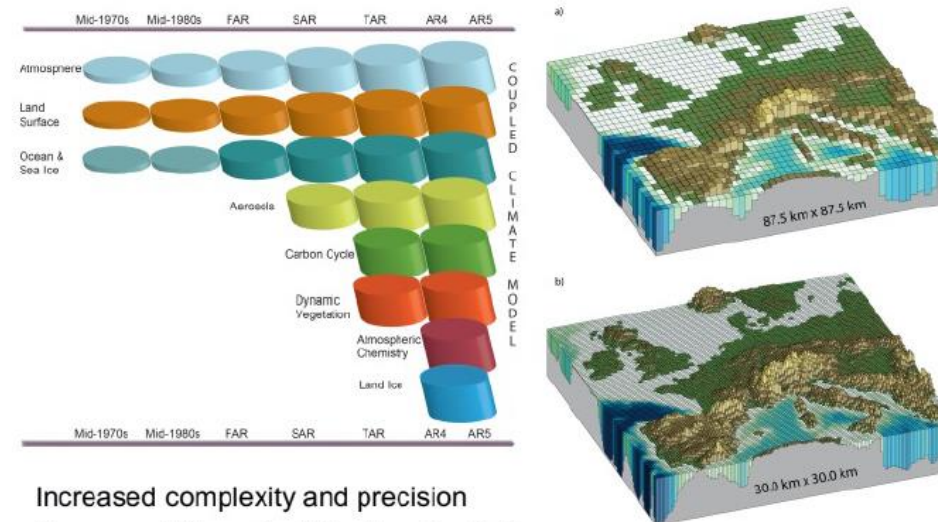 Mid-1970s Mid-1980s FAR SAR TAR AR4 AR5
Atmosphere
Land
Surface
Ocean &
Sea Ice
Aerosols
Carbon Cycle
Dynamic
Vegetation
Atmospheric
Chemistry
Land Ice
COUPLED CLIMATE MODEL
Mid-1970s Mid-1980s FAR SAR TAR AR4 AR5
Increased complexity and precision
a)
87.5 km x 87.5 km
b)
30.0 km x 30.0 km